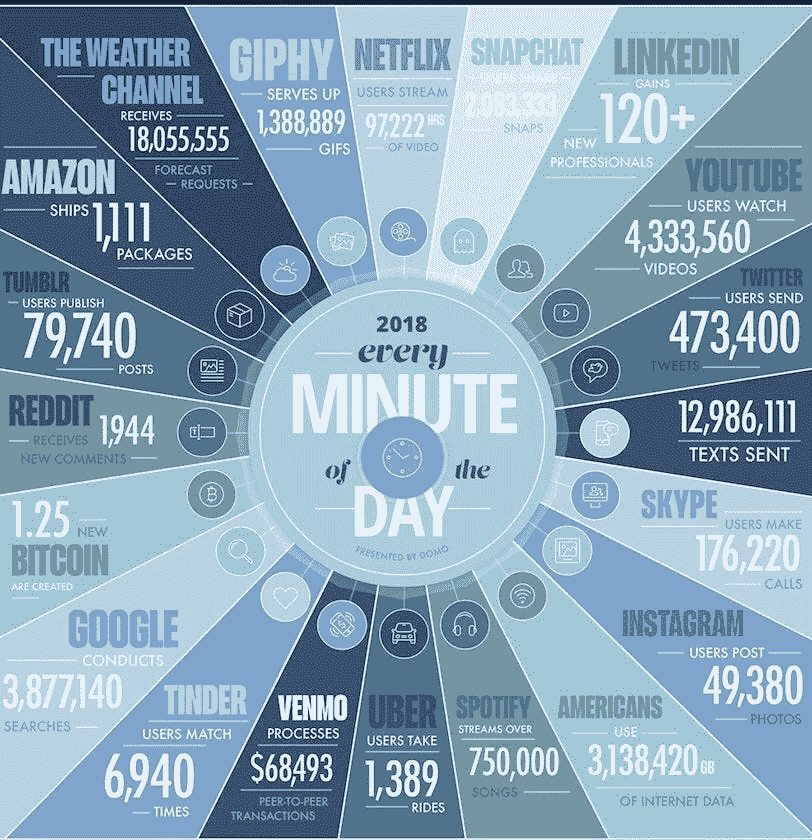 THE WEATHER
CHANNEL
RECEIVES
18,055,555
FORECAST
REQUESTS
GIPHY
SERVES UP
1,388,889
GIFS
NETFLIX
USERS STREAM
97,222 HRS
OF VIDEO
SNAPCHAT
USERS SHARE
2,083,333
SNAPS
LINKEDIN
GAINS
120+
NEW
PROFESSIONALS
YOUTUBE
USERS WATCH
4,333,560
VIDEOS
TWITTER
USERS SEND
473,400
TWEETS
12,986,111
TEXTS SENT
SKYPE
USERS MAKE
176,220
CALLS
INSTAGRAM
USERS POST
49,380
PHOTOS
AMERICANS
USE
3,138,420 GB
OF INTERNET DATA
SPOTIFY
STREAMS OVER
750,000
SONGS
UBER
USERS TAKE
1,389
RIDES
VENMO
PROCESSES
$68,493
PEER-TO-PEER
TRANSACTIONS
TINDER
USERS MATCH
6,940
TIMES
GOOGLE
CONDUCTS
3,877,140
SEARCHES
1.25 NEW
BITCOIN
ARE CREATED
REDDIT
RECEIVES 1,944
NEW COMMENTS
TUMBLR
USERS PUBLISH
79,740
POSTS
AMAZON
SHIPS 1,111
PACKAGES
2018
every
MINUTE
of the
DAY
PRESENTED BY DOMO